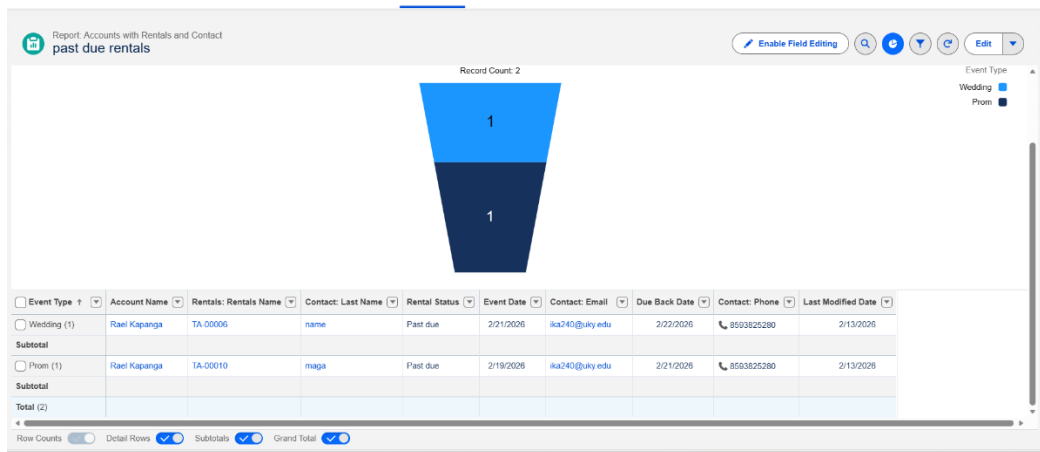 Report: Accounts with Rentals and Contact
past due rentals
Enable Field Editing
Edit
Record Count: 2
Event Type
Wedding
Prom
1
1
Event Type ↑ Account Name Rentals: Rentals Name Contact: Last Name Rental Status Event Date Contact: Email Due Back Date Contact: Phone Last Modified Date
Wedding (1) Rael Kapanga TA-00006 name Past due 2/21/2026 ika240@uky.edu 2/22/2026 8593825280 2/13/2026
Subtotal
Prom (1) Rael Kapanga TA-00010 maga Past due 2/19/2026 ika240@uky.edu 2/21/2026 8593825280 2/13/2026
Subtotal
Total (2)
Row Counts Detail Rows Subtotals Grand Total